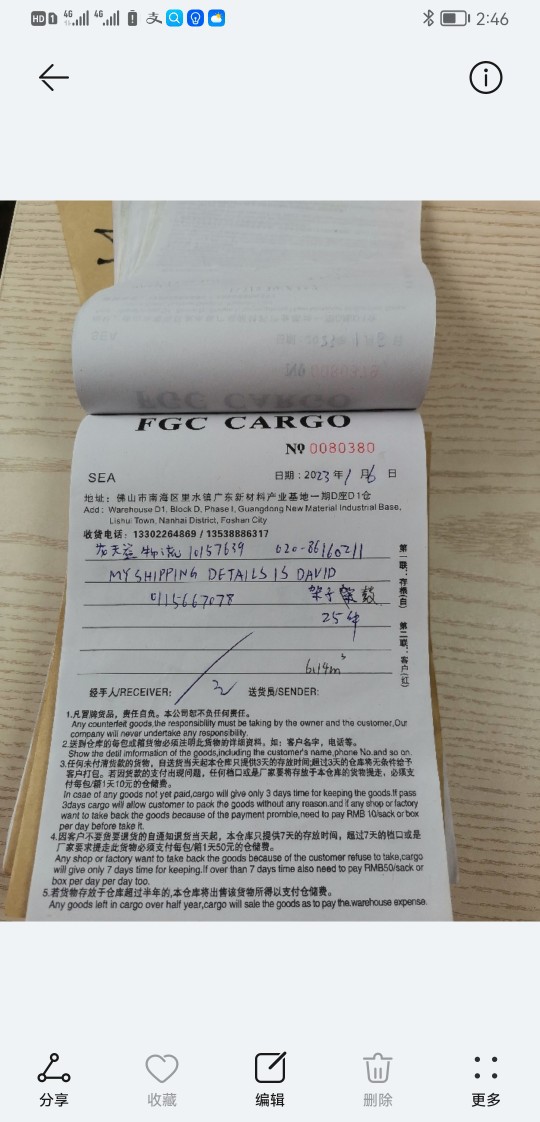 HD 1 4G 4G 支 2:46
FGC CARGO
FGC CARGO
Nº 0080380
SEA
日期：2023年1月6日
地址：佛山市南海区里水镇广东新材料产业基地一期D座D1仓
Add: Warehouse D1, Block D, Phase I, Guangdong New Material Industrial Base,
Lishui Town, Nanhai District, Foshan City
收货电话：13302264869 / 13538886317
物流 10157639 020-86160211
MY SHIPPING DETAILS IS DAVID
0115667078 架子
25件
6.14m³
第一联：存根(白)
第二联：客户(红)
经手人/RECEIVER:
送货员/SENDER:
1.凡冒牌货品，责任自负。本公司恕不负任何责任。
Any counterfeit goods,the responsibility must be taking by the owner and the customer,Our
company will never undertake any responsibility.
2.送到仓库的每包或箱货物必须注明此货物的详细资料。如：客户名字，电话等。
Show the detil imformation of the goods,including the customer's name,phone No.and so on.
3.任何未付清货款的货物，自送货当天起本仓库只提供3天的存放时间;超过3天的仓库将无条件给予
客户打包。若因货款的支付出现问题，任何档口或是厂家要将存放于本仓库的货物提走，必须支
付每包/箱1天10元的仓储费。
In csae of any goods not yet paid,cargo will give only 3 days time for keeping the goods.If pass
3days cargo will allow customer to pack the goods without any reason.and if any shop or factory
want to take back the goods because of the payment promble,need to pay RMB 10/sack or box
per day before take it.
4.因客户不要货要退货的自通知退货当天起，本仓库只提供7天的存放时间，超过7天的档口或是
厂家要求提走此货物必须支付每包/箱1天50元的仓储费。
Any shop or factory want to take back the goods because of the customer refuse to take,cargo
will give only 7 days time for keeping.If over than 7 days time also need to pay RMB50/sack or
box per day per day too.
5.若货物存放于仓库超过半年的,本仓库将出售该货物所得以支付仓储费。
Any goods left in cargo over half year,cargo will sale the goods as to pay the.warehouse expense.
分享 收藏 编辑 删除 更多